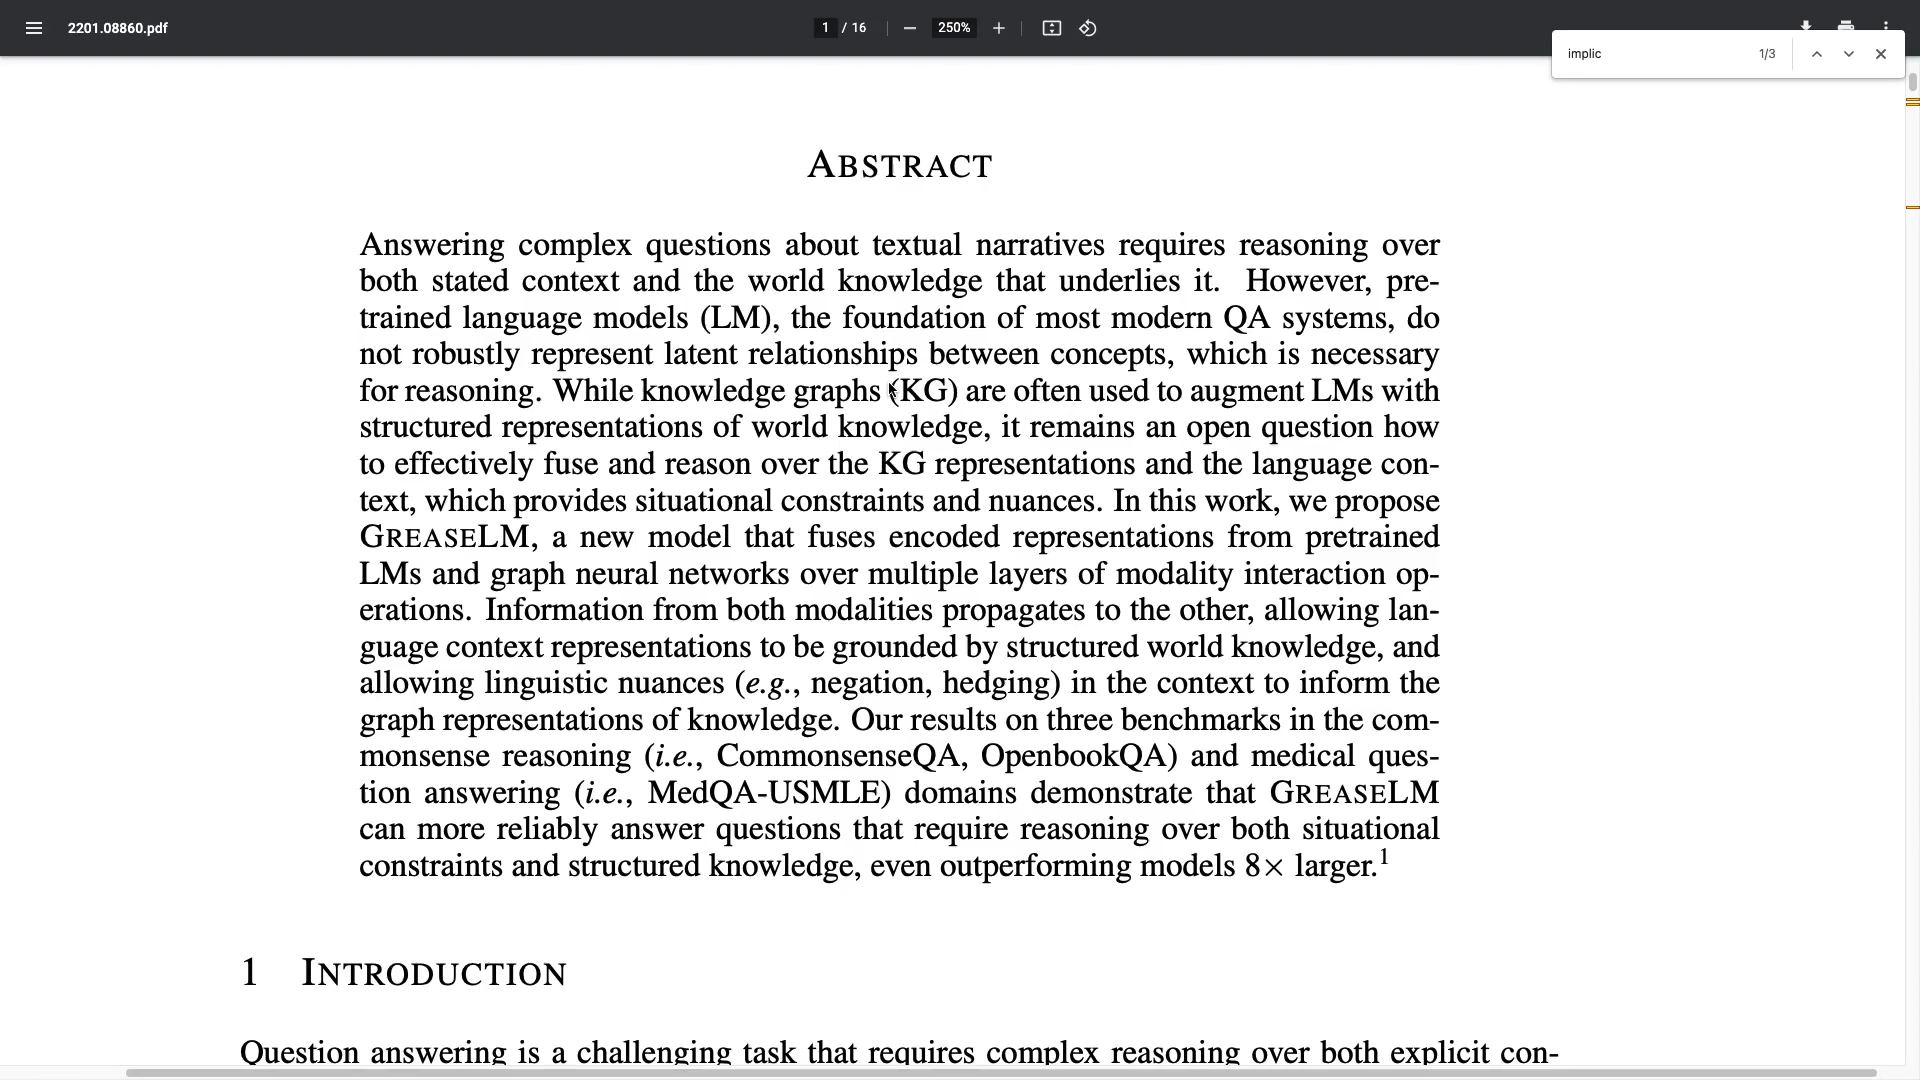 2201.08860.pdf
1 / 16
250%
implic
1/3
ABSTRACT
Answering complex questions about textual narratives requires reasoning over
both stated context and the world knowledge that underlies it. However, pre-
trained language models (LM), the foundation of most modern QA systems, do
not robustly represent latent relationships between concepts, which is necessary
for reasoning. While knowledge graphs (KG) are often used to augment LMs with
structured representations of world knowledge, it remains an open question how
to effectively fuse and reason over the KG representations and the language con-
text, which provides situational constraints and nuances. In this work, we propose
GREASELM, a new model that fuses encoded representations from pretrained
LMs and graph neural networks over multiple layers of modality interaction op-
erations. Information from both modalities propagates to the other, allowing lan-
guage context representations to be grounded by structured world knowledge, and
allowing linguistic nuances (e.g., negation, hedging) in the context to inform the
graph representations of knowledge. Our results on three benchmarks in the com-
monsense reasoning (i.e., CommonsenseQA, OpenbookQA) and medical ques-
tion answering (i.e., MedQA-USMLE) domains demonstrate that GREASELM
can more reliably answer questions that require reasoning over both situational
constraints and structured knowledge, even outperforming models 8× larger.1
1 INTRODUCTION
Question answering is a challenging task that requires complex reasoning over both explicit con-